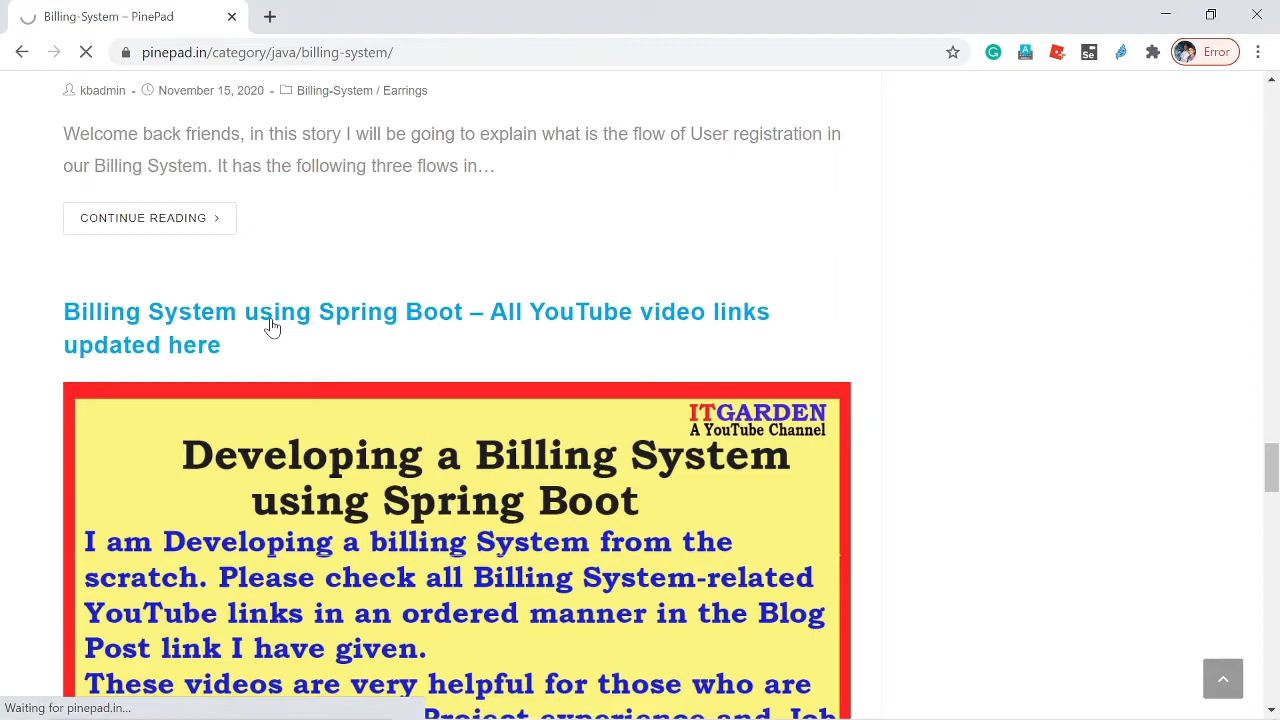 Billing-System – PinePad
pinepad.in/category/java/billing-system/
Se
Error
kbadmin - November 15, 2020 - Billing-System / Earrings
Welcome back friends, in this story I will be going to explain what is the flow of User registration in
our Billing System. It has the following three flows in…
CONTINUE READING
Billing System using Spring Boot – All YouTube video links
updated here
ITGARDEN
A YouTube Channel
Developing a Billing System
using Spring Boot
I am Developing a billing System from the
scratch. Please check all Billing System-related
YouTube links in an ordered manner in the Blog
Post link I have given.
These videos are very helpful for those who are
Project experience and Job
Waiting for pinepad.in...